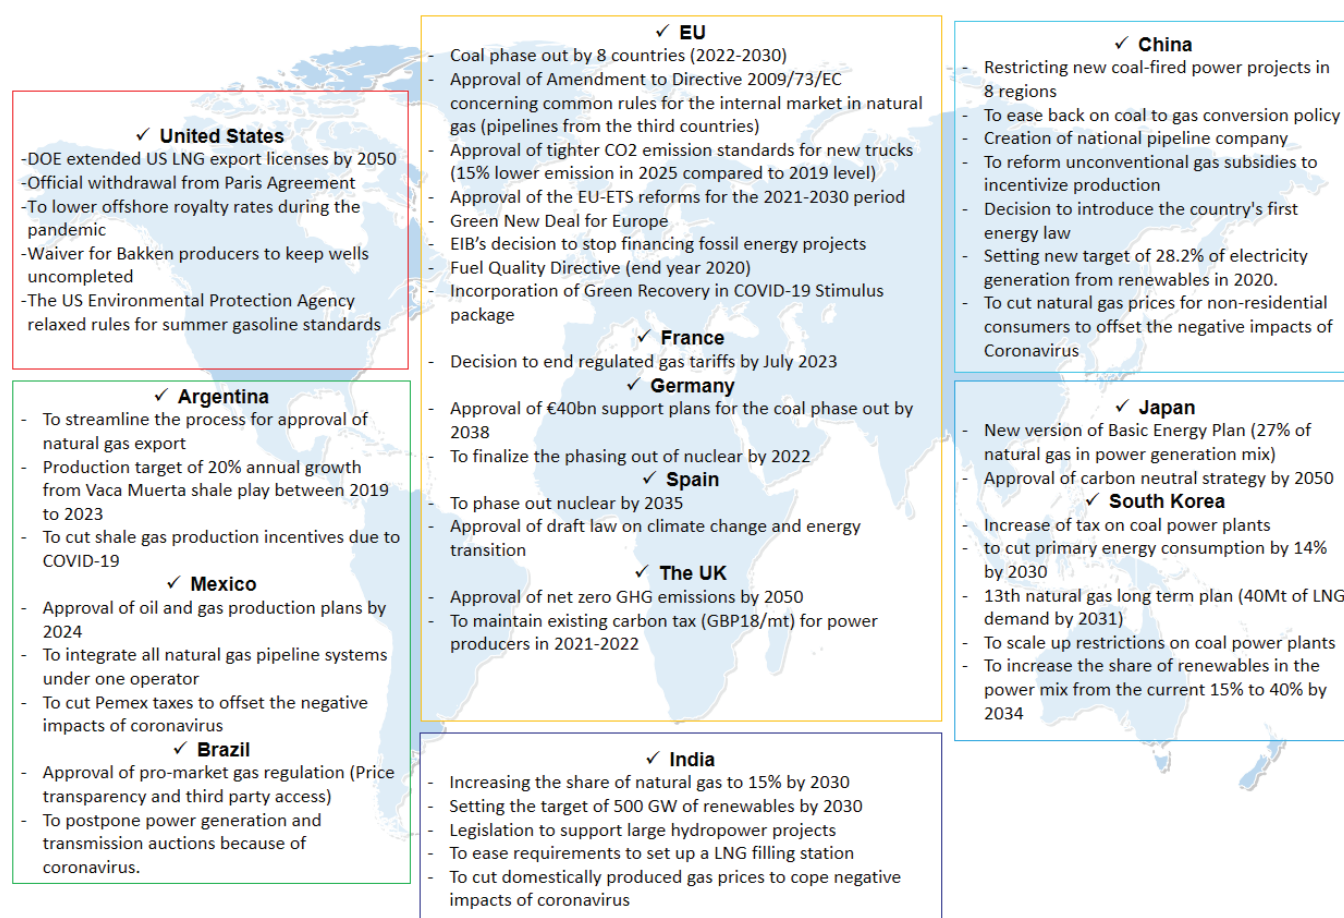 ✓ United States
-DOE extended US LNG export licenses by 2050
-Official withdrawal from Paris Agreement
-To lower offshore royalty rates during the
pandemic
-Waiver for Bakken producers to keep wells
uncompleted
-The US Environmental Protection Agency
relaxed rules for summer gasoline standards
✓ Argentina
- To streamline the process for approval of
natural gas export
- Production target of 20% annual growth
from Vaca Muerta shale play between 2019
to 2023
- To cut shale gas production incentives due to
COVID-19
✓ Mexico
- Approval of oil and gas production plans by
2024
- To integrate all natural gas pipeline systems
under one operator
- To cut Pemex taxes to offset the negative
impacts of coronavirus
✓ Brazil
- Approval of pro-market gas regulation (Price
transparency and third party access)
- To postpone power generation and
transmission auctions because of
coronavirus.
✓ EU
- Coal phase out by 8 countries (2022-2030)
- Approval of Amendment to Directive 2009/73/EC
concerning common rules for the internal market in natural
gas (pipelines from the third countries)
- Approval of tighter CO2 emission standards for new trucks
(15% lower emission in 2025 compared to 2019 level)
- Approval of the EU-ETS reforms for the 2021-2030 period
- Green New Deal for Europe
- EIB's decision to stop financing fossil energy projects
- Fuel Quality Directive (end year 2020)
- Incorporation of Green Recovery in COVID-19 Stimulus
package
✓ France
- Decision to end regulated gas tariffs by July 2023
✓ Germany
- Approval of €40bn support plans for the coal phase out by
2038
- To finalize the phasing out of nuclear by 2022
✓ Spain
- To phase out nuclear by 2035
- Approval of draft law on climate change and energy
transition
✓ The UK
- Approval of net zero GHG emissions by 2050
- To maintain existing carbon tax (GBP18/mt) for power
producers in 2021-2022
✓ India
- Increasing the share of natural gas to 15% by 2030
- Setting the target of 500 GW of renewables by 2030
- Legislation to support large hydropower projects
- To ease requirements to set up a LNG filling station
- To cut domestically produced gas prices to cope negative
impacts of coronavirus
✓ China
- Restricting new coal-fired power projects in
8 regions
- To ease back on coal to gas conversion policy
- Creation of national pipeline company
- To reform unconventional gas subsidies to
incentivize production
- Decision to introduce the country's first
energy law
- Setting new target of 28.2% of electricity
generation from renewables in 2020.
- To cut natural gas prices for non-residential
consumers to offset the negative impacts of
Coronavirus
✓ Japan
- New version of Basic Energy Plan (27% of
natural gas in power generation mix)
- Approval of carbon neutral strategy by 2050
✓ South Korea
- Increase of tax on coal power plants
- to cut primary energy consumption by 14%
by 2030
- 13th natural gas long term plan (40Mt of LNG
demand by 2031)
- To scale up restrictions on coal power plants
- To increase the share of renewables in the
power mix from the current 15% to 40% by
2034